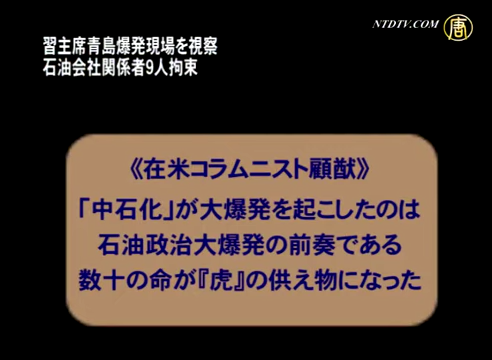 習主席青島爆発現場を視察
石油会社関係者9人拘束
NTDTV.COM
唐
《在米コラムニスト顧猷》
「中石化」が大爆発を起こしたのは
石油政治大爆発の前奏である
数十の命が『虎』の供え物になった